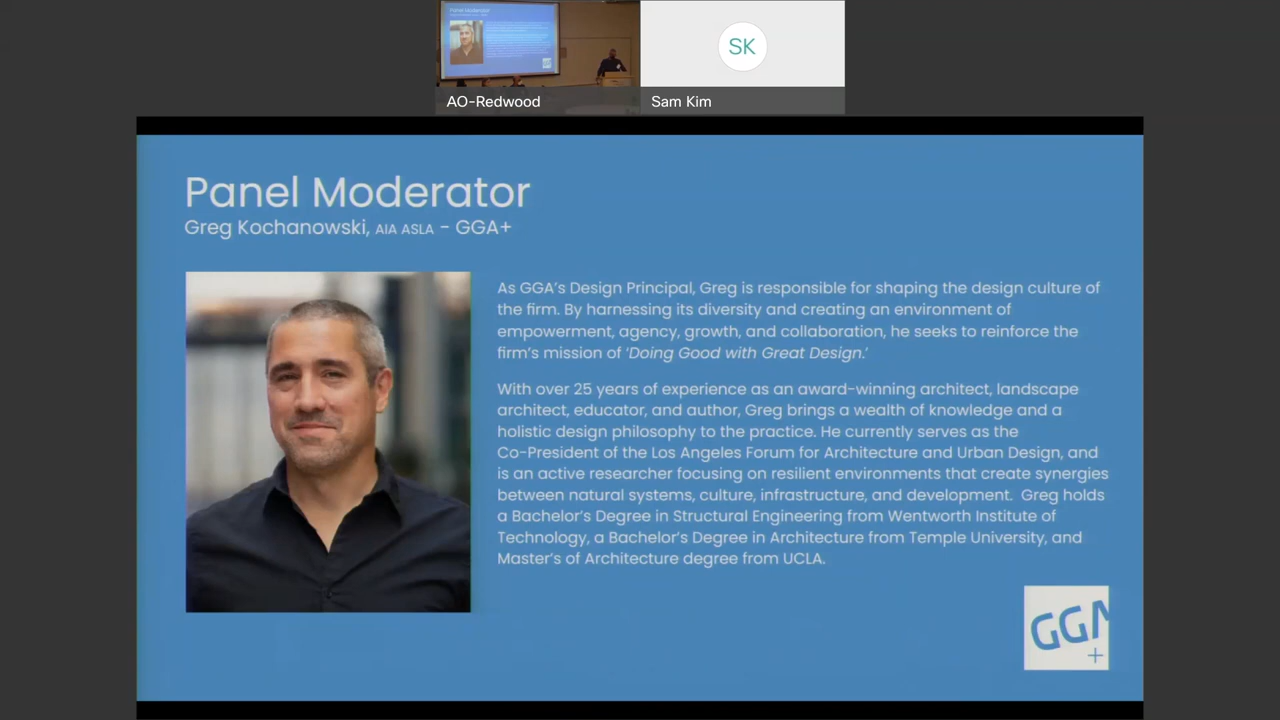 Panel Moderator
SK
AO-Redwood
Sam Kim
Panel Moderator
Greg Kochanowski, AIA ASLA - GGA+
As GGA's Design Principal, Greg is responsible for shaping the design culture of
the firm. By harnessing its diversity and creating an environment of
empowerment, agency, growth, and collaboration, he seeks to reinforce the
firm's mission of 'Doing Good with Great Design.'
With over 25 years of experience as an award-winning architect, landscape
architect, educator, and author, Greg brings a wealth of knowledge and a
holistic design philosophy to the practice. He currently serves as the
Co-President of the Los Angeles Forum for Architecture and Urban Design, and
is an active researcher focusing on resilient environments that create synergies
between natural systems, culture, infrastructure, and development. Greg holds
a Bachelor's Degree in Structural Engineering from Wentworth Institute of
Technology, a Bachelor's Degree in Architecture from Temple University, and
Master's of Architecture degree from UCLA.
GGA
+